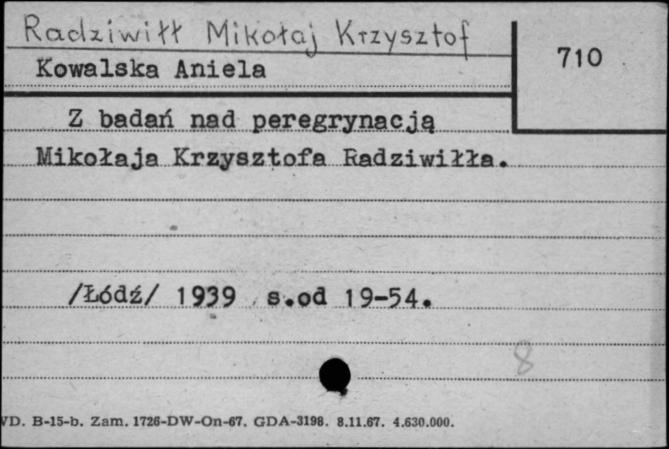 Radziwiłł Mikołaj Krzysztof
710
Kowalska Aniela
Z badań nad peregrynacją
Mikołaja Krzysztofa Radziwiłła.
/Łódź/ 1939 s.od 19-54.
8
VD. B-15-b. Zam. 1726-DW-On-67. GDA-3198. 8.11.67. 4.630.000.